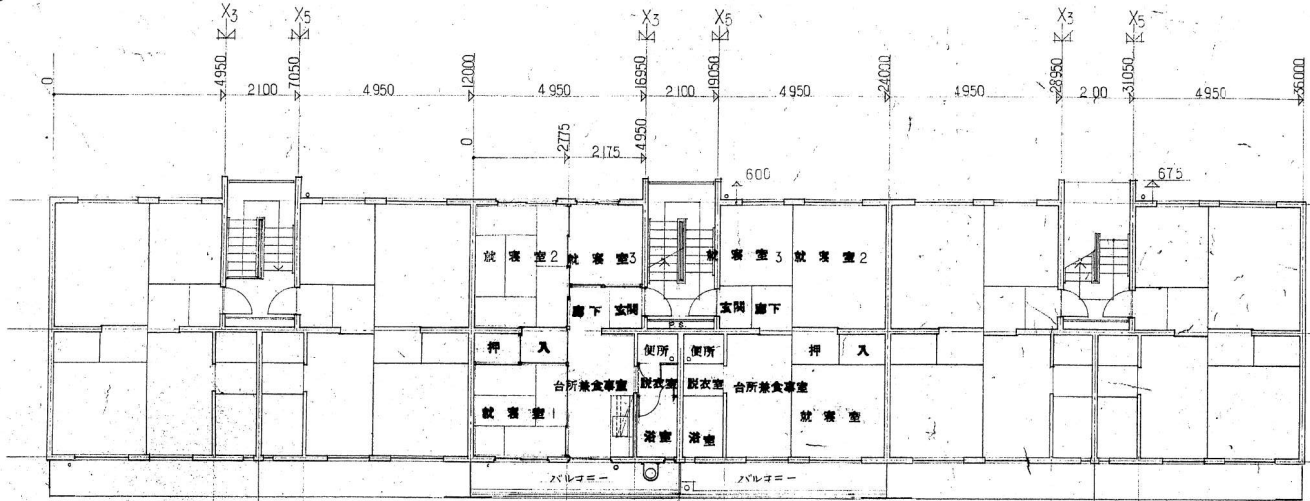 X3 X5 X3 X5 X3 X5
0 4950 7050 12000 16950 19050 24000 28950 31050 36000
4950 2100 4950 4950 2100 4950 4950 2100 4950
0 2775 4950
2175
600
675
就寝室2 就寝室3 就寝室3 就寝室2
廊下 玄関 玄関 廊下
P.S.
押入 便所 便所 押入
台所兼食事室 脱衣室 脱衣室 台所兼食事室
就寝室1 就寝室
浴室 浴室
バルコニー バルコニー